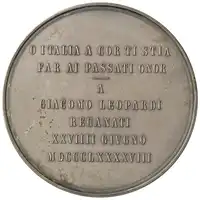 O ITALIA A COR TI STIA
FAR AI PASSATI ONOR
A
GIACOMO LEOPARDI
RECANATI
XXVIIII GIUGNO
MDCCCLXXXXVIII